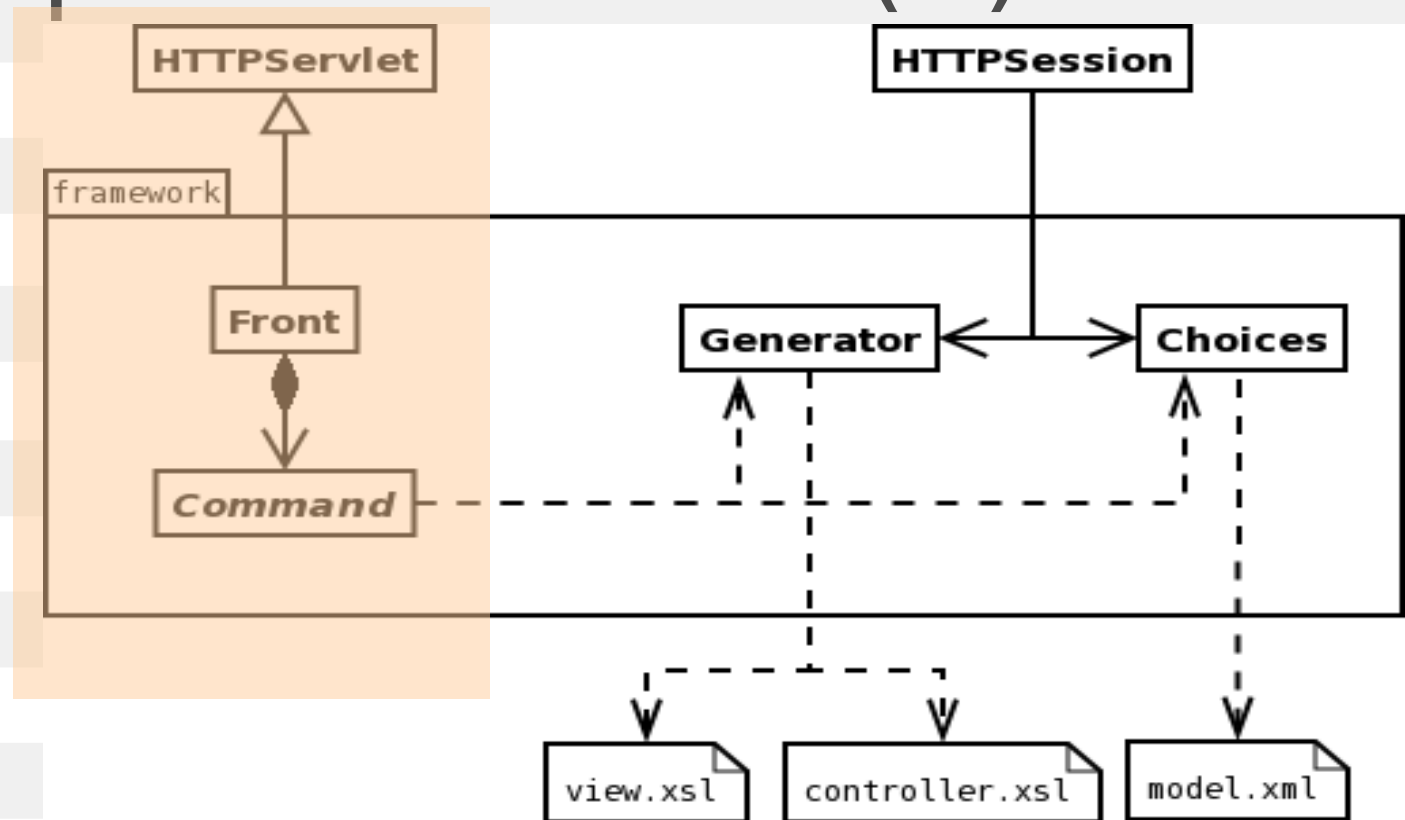 HTTPServlet
HTTPSession
framework
Front
Generator
Choices
Command
view.xsl
controller.xsl
model.xml